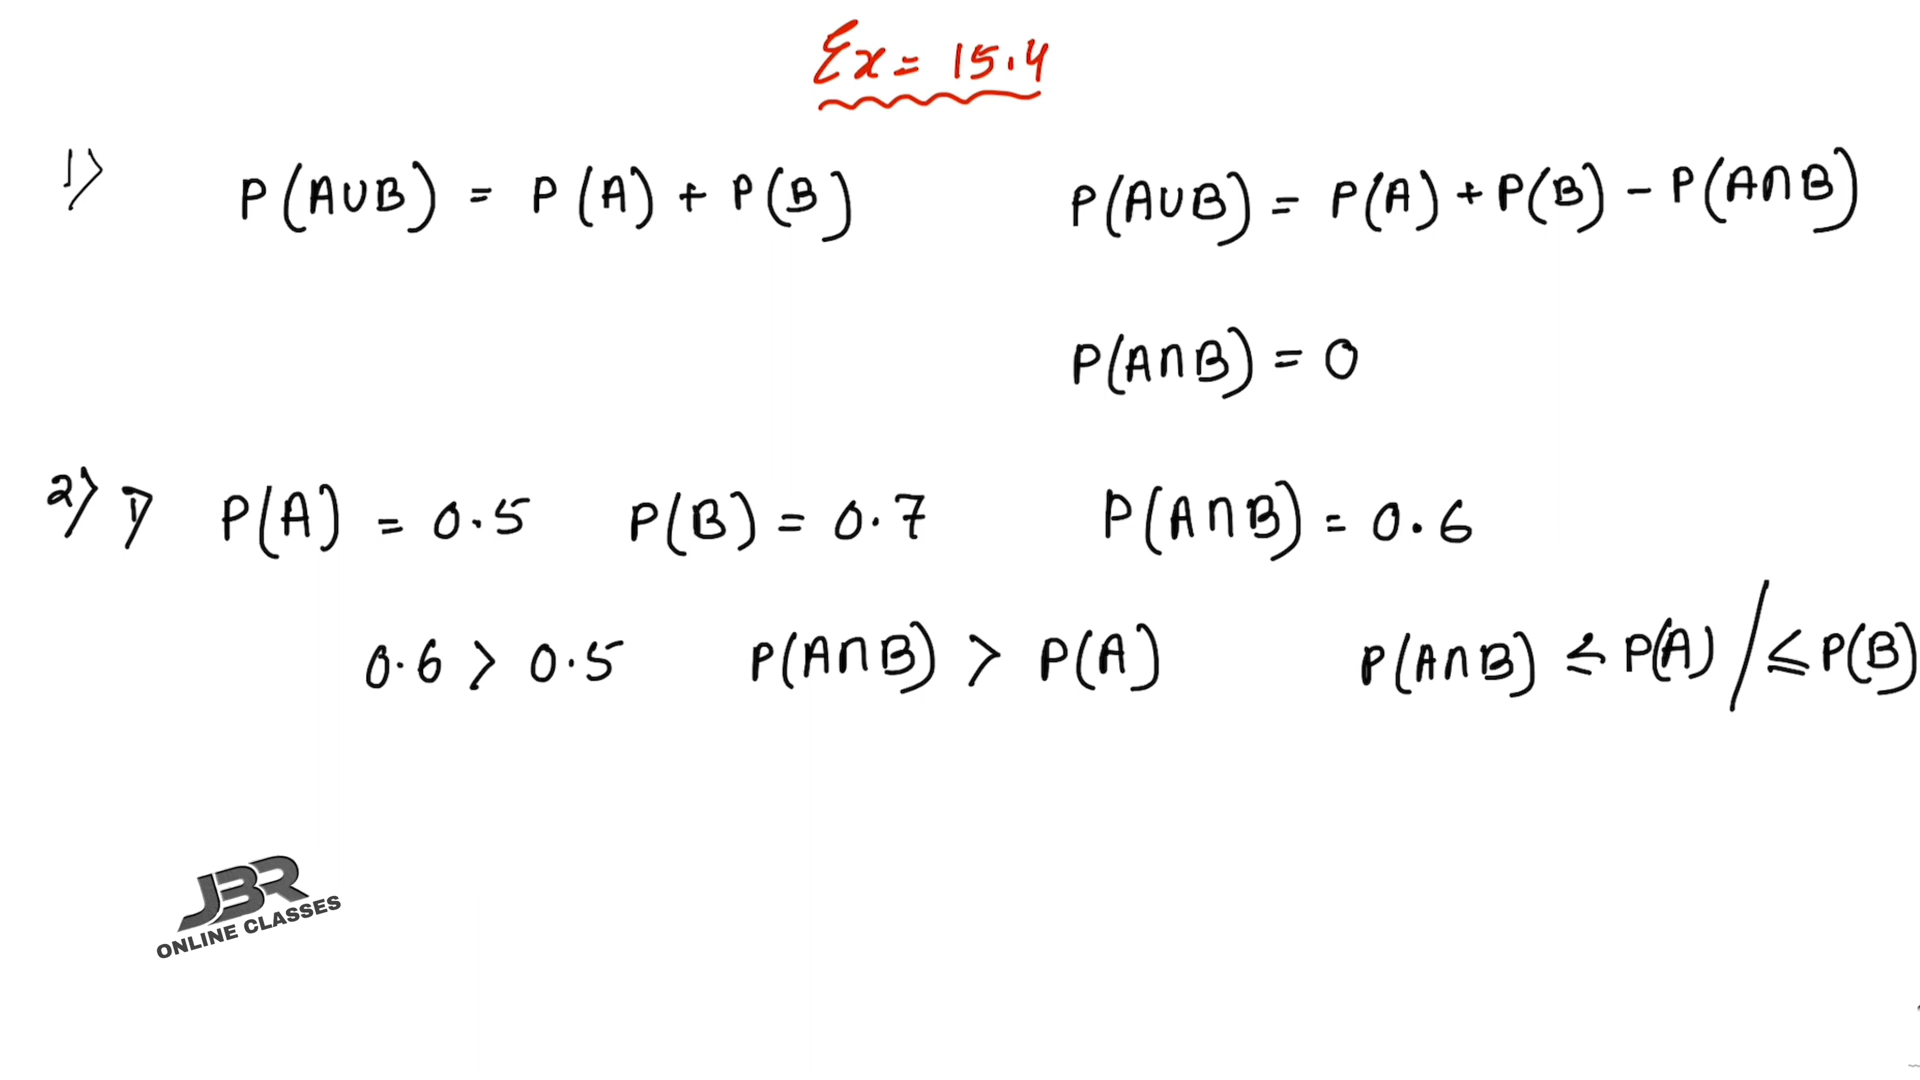 Ex = 15.4
1) P(A∪B) = P(A) + P(B) P(A∪B) = P(A) + P(B) - P(A∩B)
P(A∩B) = 0
2) i) P(A) = 0.5 P(B) = 0.7 P(A∩B) = 0.6
0.6 > 0.5 P(A∩B) > P(A) P(A∩B) ≤ P(A) / ≤ P(B)
JBR
ONLINE CLASSES